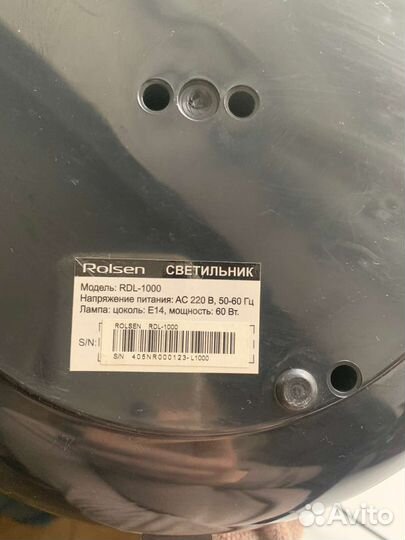 Rolsen СВЕТИЛЬНИК
Модель: RDL-1000
Напряжение питания: AC 220 В, 50-60 Гц
Лампа: цоколь: E14, мощность: 60 Вт.
ROLSEN RDL-1000
S/N:
S/N 405NR000123-L1000
Avito